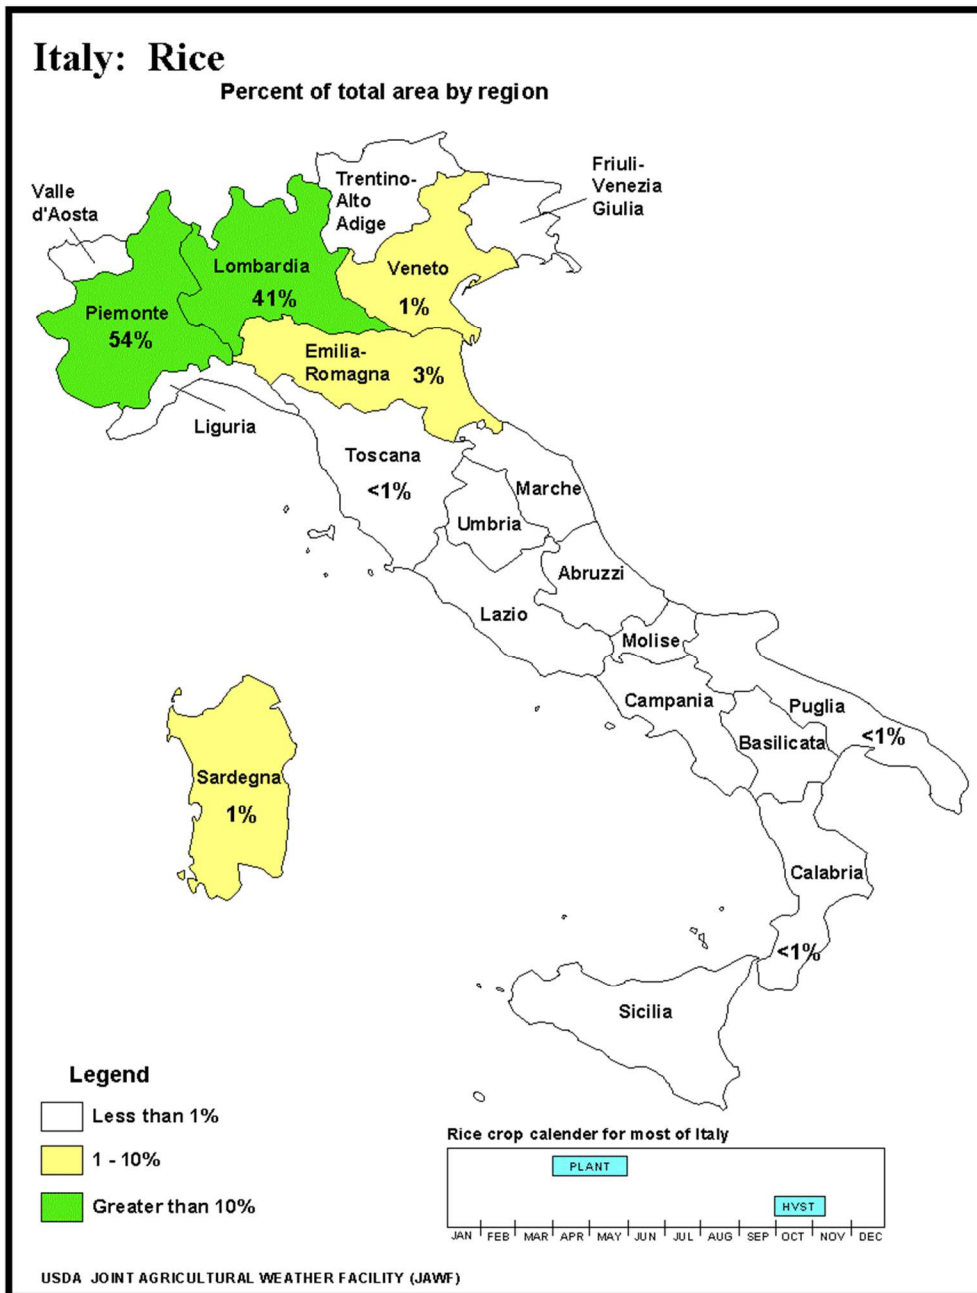 Italy: Rice
Percent of total area by region
Valle
d'Aosta
Trentino-
Alto
Adige
Friuli-
Venezia
Giulia
Lombardia
41%
Veneto
1%
Piemonte
54%
Emilia-
Romagna 3%
Liguria
Toscana
<1%
Marche
Umbria
Abruzzi
Lazio
Molise
Campania
Puglia
<1%
Basilicata
Sardegna
1%
Calabria
<1%
Sicilia
Legend
Less than 1%
1 - 10%
Greater than 10%
Rice crop calender for most of Italy
PLANT
HVST
JAN FEB MAR APR MAY JUN JUL AUG SEP OCT NOV DEC
USDA JOINT AGRICULTURAL WEATHER FACILITY (JAWF)